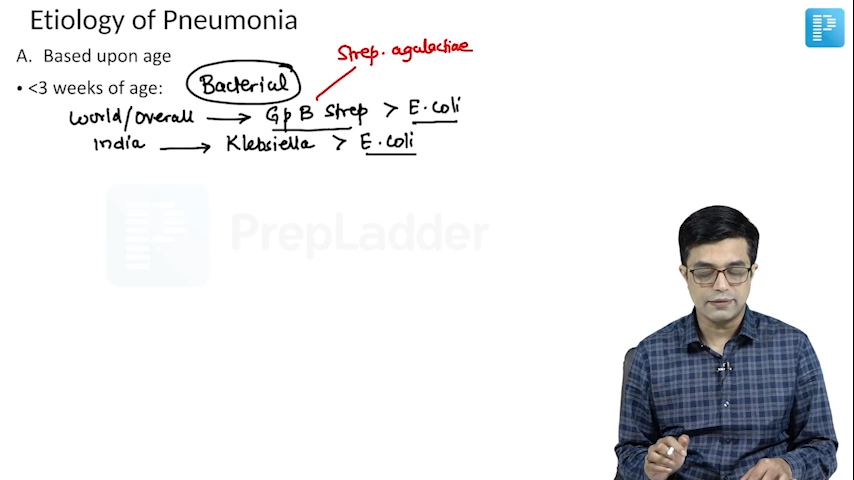 Etiology of Pneumonia
A. Based upon age
Strep. agalactiae
• <3 weeks of age: Bacterial
World/Overall → Gp B Strep > E.coli
India → Klebsiella > E.coli
PrepLadder